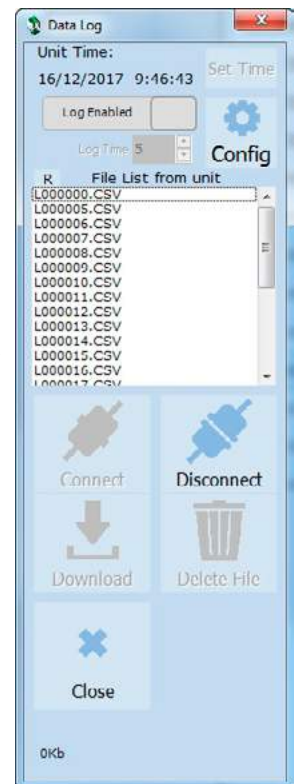 Data Log
Unit Time:
16/12/2017 9:46:43
Set Time
Log Enabled
Log Time 5
Config
R File List from unit
L000000.CSV
L000005.CSV
L000006.CSV
L000007.CSV
L000008.CSV
L000009.CSV
L000010.CSV
L000011.CSV
L000012.CSV
L000013.CSV
L000014.CSV
L000015.CSV
L000016.CSV
L000017.CSV
Connect Disconnect
Download Delete File
Close
0Kb